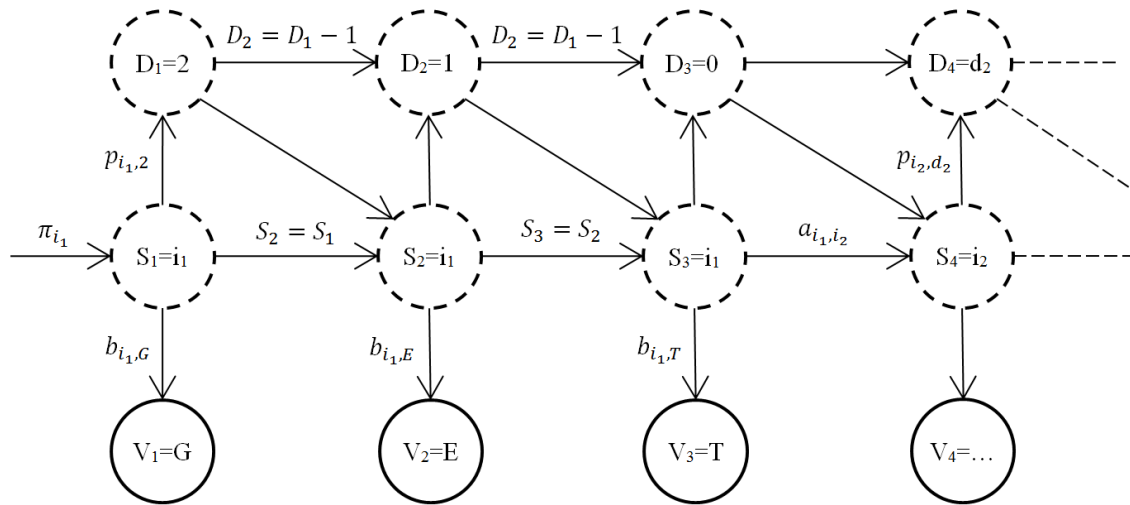 D₂ = D₁ − 1 D₂ = D₁ − 1
D₁=2 D₂=1 D₃=0 D₄=d₂
p_{i₁,2} p_{i₂,d₂}
π_{i₁} S₂ = S₁ S₃ = S₂ a_{i₁,i₂}
S₁=i₁ S₂=i₁ S₃=i₁ S₄=i₂
b_{i₁,G} b_{i₁,E} b_{i₁,T}
V₁=G V₂=E V₃=T V₄=…